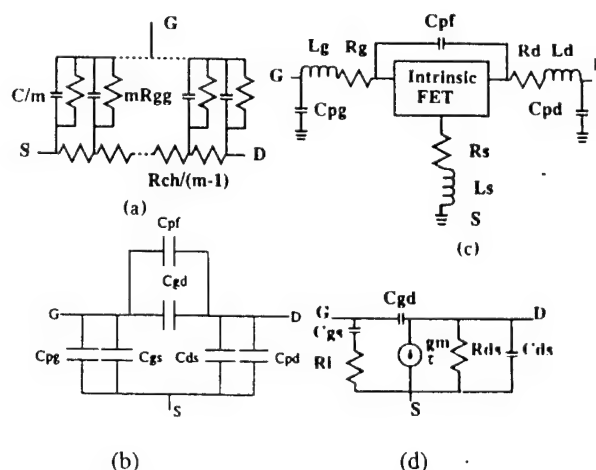 G
C/m
mRgg
S
D
Rch/(m-1)
(a)
Cpf
Lg
Rg
Rd
Ld
G
Intrinsic
FET
Cpg
Cpd
Rs
Ls
S
(c)
Cpf
Cgd
G
D
Cpg
Cgs
Cds
Cpd
S
(b)
G
Cgd
D
Cgs
gm
τ
Rds
Cds
Ri
S
(d)